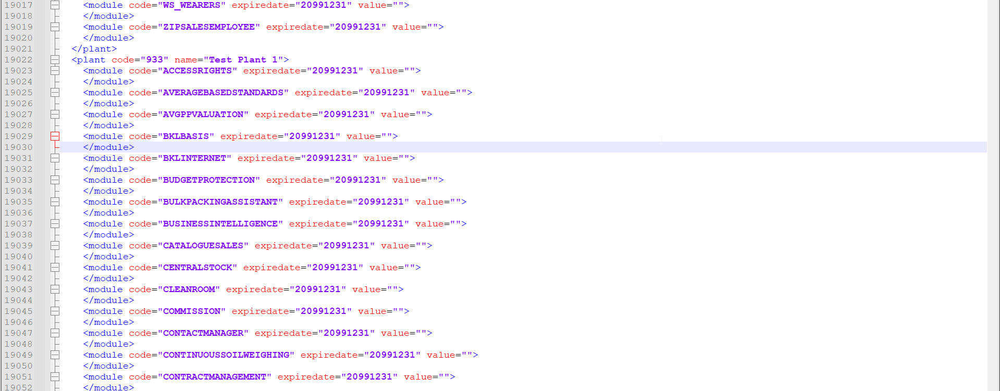 19017 <module code="WS_WEARERS" expiredate="20991231" value="">
19018 </module>
19019 <module code="ZIPSALESEMPLOYEE" expiredate="20991231" value="">
19020 </module>
19021 </plant>
19022 <plant code="933" name="Test Plant 1">
19023 <module code="ACCESSRIGHTS" expiredate="20991231" value="">
19024 </module>
19025 <module code="AVERAGEBASEDSTANDARDS" expiredate="20991231" value="">
19026 </module>
19027 <module code="AVGPPVALUATION" expiredate="20991231" value="">
19028 </module>
19029 <module code="BKLBASIS" expiredate="20991231" value="">
19030 </module>
19031 <module code="BKLINTERNET" expiredate="20991231" value="">
19032 </module>
19033 <module code="BUDGETPROTECTION" expiredate="20991231" value="">
19034 </module>
19035 <module code="BULKPACKINGASSISTANT" expiredate="20991231" value="">
19036 </module>
19037 <module code="BUSINESSINTELLIGENCE" expiredate="20991231" value="">
19038 </module>
19039 <module code="CATALOGUESALES" expiredate="20991231" value="">
19040 </module>
19041 <module code="CENTRALSTOCK" expiredate="20991231" value="">
19042 </module>
19043 <module code="CLEANROOM" expiredate="20991231" value="">
19044 </module>
19045 <module code="COMMISSION" expiredate="20991231" value="">
19046 </module>
19047 <module code="CONTACTMANAGER" expiredate="20991231" value="">
19048 </module>
19049 <module code="CONTINUOUSSOILWEIGHING" expiredate="20991231" value="">
19050 </module>
19051 <module code="CONTRACTMANAGEMENT" expiredate="20991231" value="">
19052 </module>